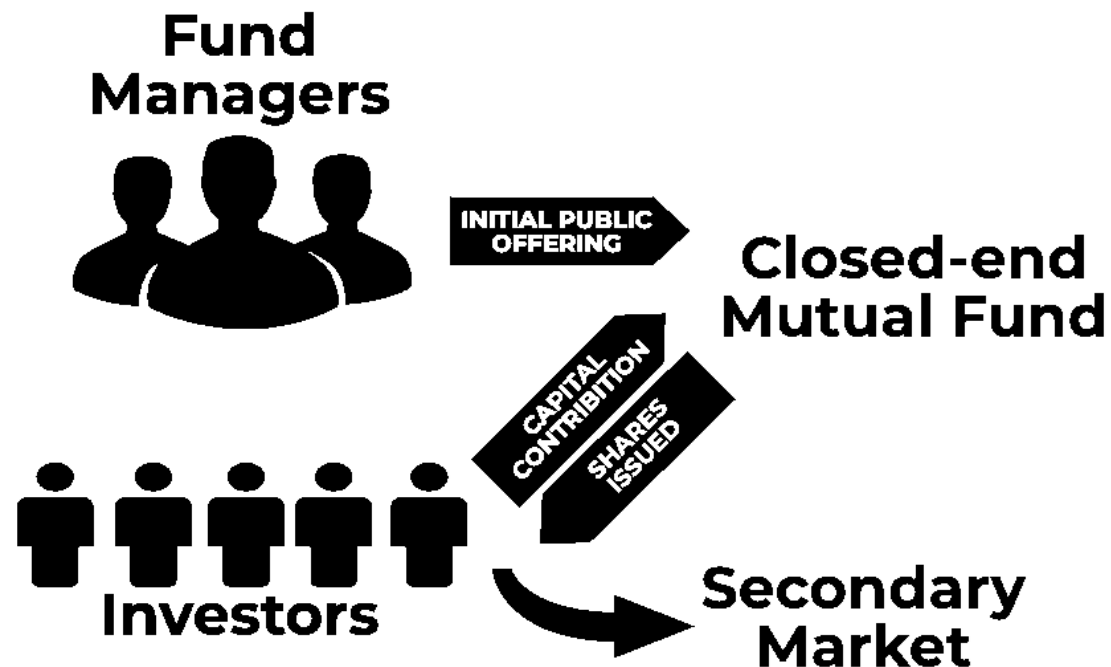 Fund
Managers
INITIAL PUBLIC
OFFERING
Closed-end
Mutual Fund
CAPITAL
CONTRIBITION
SHARES
ISSUED
Investors
Secondary
Market